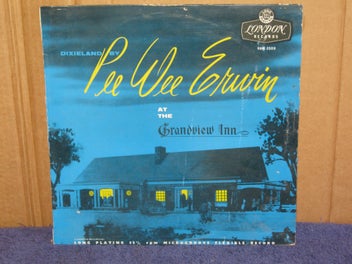 LONDON
RECORDS
DIXIELAND BY
Pee Wee Erwin
AT
THE
Grandview Inn
LONG PLAYING 33⅓ RPM MICROGROOVE FLEXIBLE RECORD